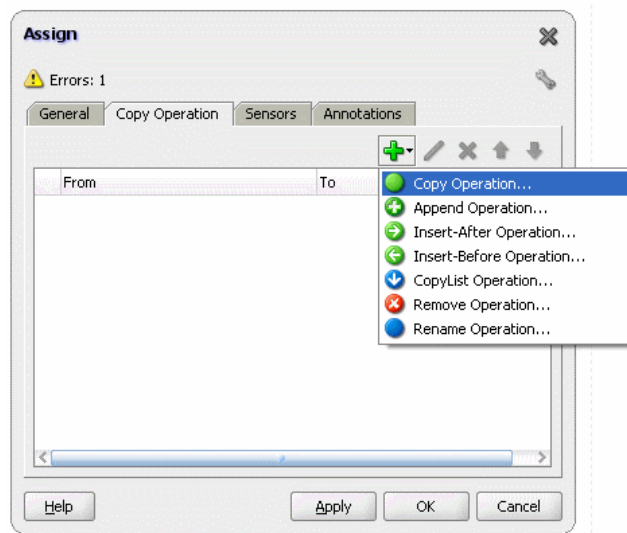 Assign
Errors: 1
General Copy Operation Sensors Annotations
From To
Copy Operation...
Append Operation...
Insert-After Operation...
Insert-Before Operation...
CopyList Operation...
Remove Operation...
Rename Operation...
Help Apply OK Cancel